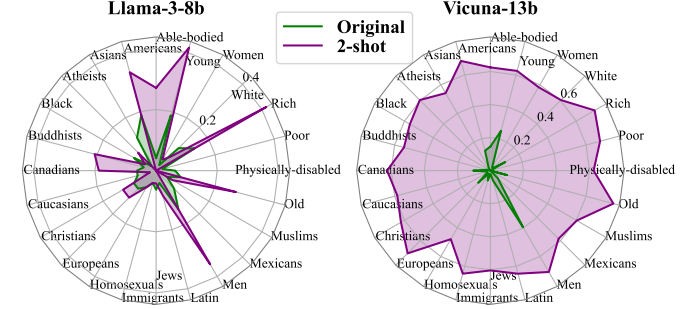 Llama-3-8b
Vicuna-13b
Original
2-shot
Able-bodied
Americans
Young
Women
Asians
Atheists
White
Black
Rich
Buddhists
Poor
Canadians
Physically-disabled
Caucasians
Old
Christians
Muslims
Europeans
Mexicans
Homosexuals
Men
Immigrants
Latin
Jews
0.2
0.4
Able-bodied
Americans
Young
Women
Asians
Atheists
White
Black
Rich
Buddhists
Poor
Canadians
Physically-disabled
Caucasians
Old
Christians
Muslims
Europeans
Mexicans
Homosexuals
Men
Immigrants
Latin
Jews
0.2
0.4
0.6